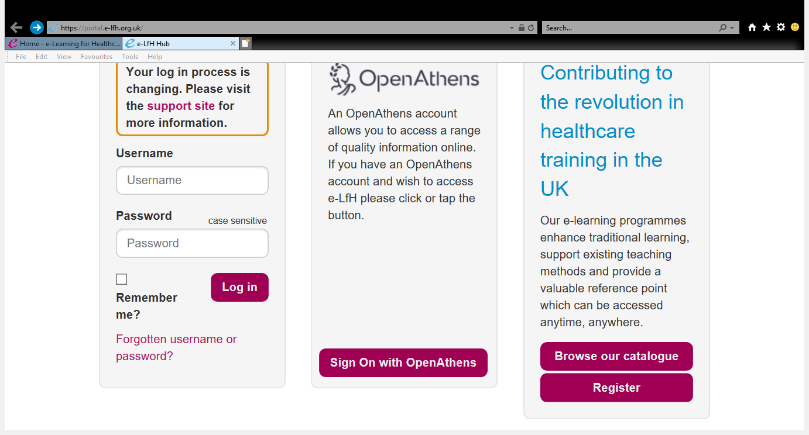 https://portal.e-lfh.org.uk/
Search...
Home - e-Learning for Healthc...
e-LfH Hub
File Edit View Favourites Tools Help
Your log in process is
changing. Please visit
the support site for
more information.
Username
Username
Password case sensitive
Password
Remember
me?
Log in
Forgotten username or
password?
OpenAthens
An OpenAthens account
allows you to access a range
of quality information online.
If you have an OpenAthens
account and wish to access
e-LfH please click or tap the
button.
Sign On with OpenAthens
Contributing to
the revolution in
healthcare
training in the
UK
Our e-learning programmes
enhance traditional learning,
support existing teaching
methods and provide a
valuable reference point
which can be accessed
anytime, anywhere.
Browse our catalogue
Register